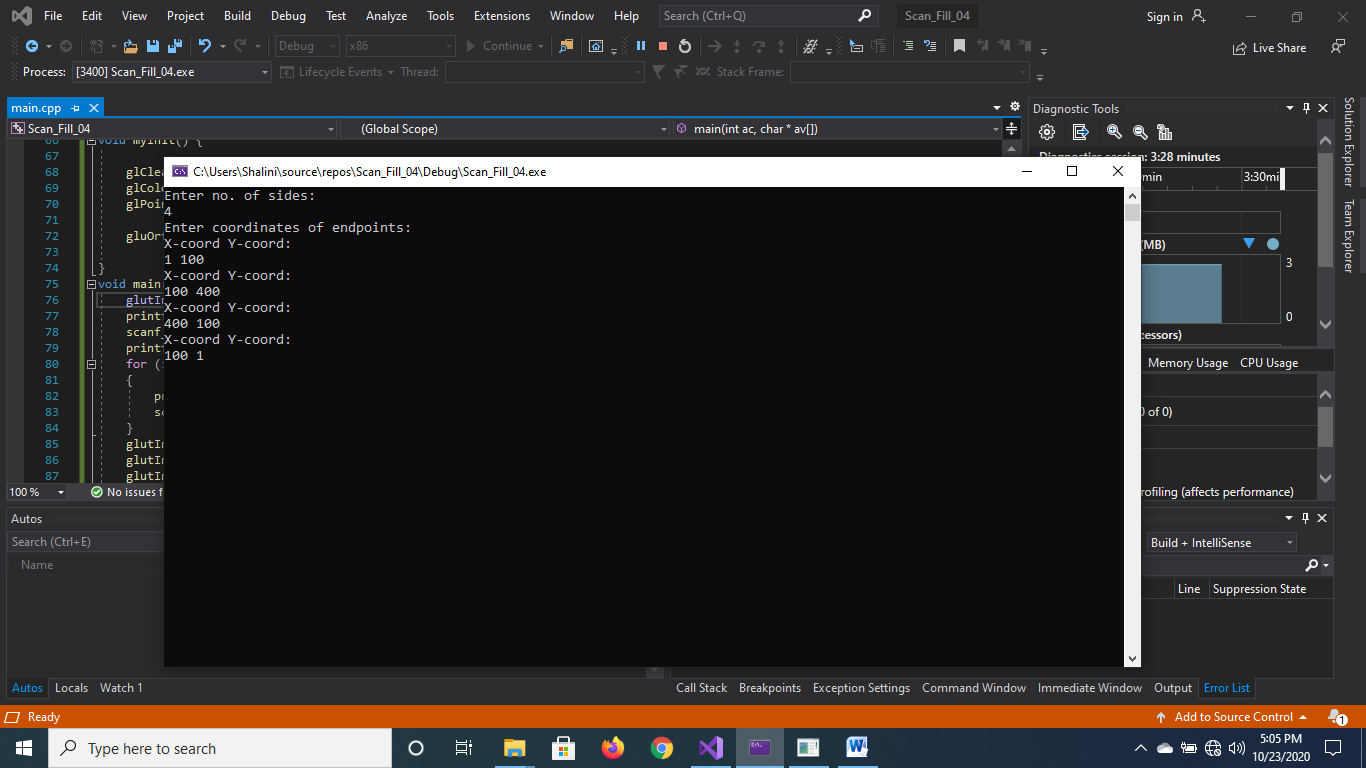 File Edit View Project Build Debug Test Analyze Tools Extensions Window Help Search (Ctrl+Q) Scan_Fill_04 Sign in
Debug x86 Continue Live Share
Process: [3400] Scan_Fill_04.exe Lifecycle Events Thread: Stack Frame:
main.cpp Diagnostic Tools
Scan_Fill_04 (Global Scope) main(int ac, char * av[])
66 void myInit() {
67
68 glClea
69 glColo
70 glPoin
71
72 gluOrt
73
74 }
75 void main
76 glutIn
77 print
78 scanf
79 print
80 for (
81 {
82 pr
83 sc
84 }
85 glutIn
86 glutIn
87 glutIn
100 % No issues f
C:\Users\Shalini\source\repos\Scan_Fill_04\Debug\Scan_Fill_04.exe
Enter no. of sides:
4
Enter coordinates of endpoints:
X-coord Y-coord:
1 100
X-coord Y-coord:
100 400
X-coord Y-coord:
400 100
X-coord Y-coord:
100 1
Diagnostics session: 3:28 minutes
min 3:30mi
(MB)
3
0
cessors)
Memory Usage CPU Usage
0 of 0)
rofiling (affects performance)
Solution Explorer
Team Explorer
Autos
Search (Ctrl+E)
Name
Build + IntelliSense
Line Suppression State
Autos Locals Watch 1
Call Stack Breakpoints Exception Settings Command Window Immediate Window Output Error List
Ready Add to Source Control 1
Type here to search
5:05 PM
10/23/2020